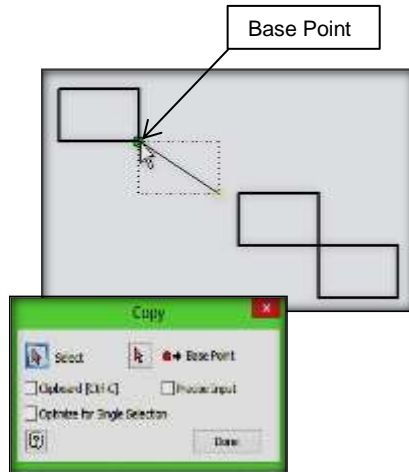 Base Point
Copy
Select Base Point
Clipboard [Ctrl C] Precise Input
Optimize for Single Selection
Done